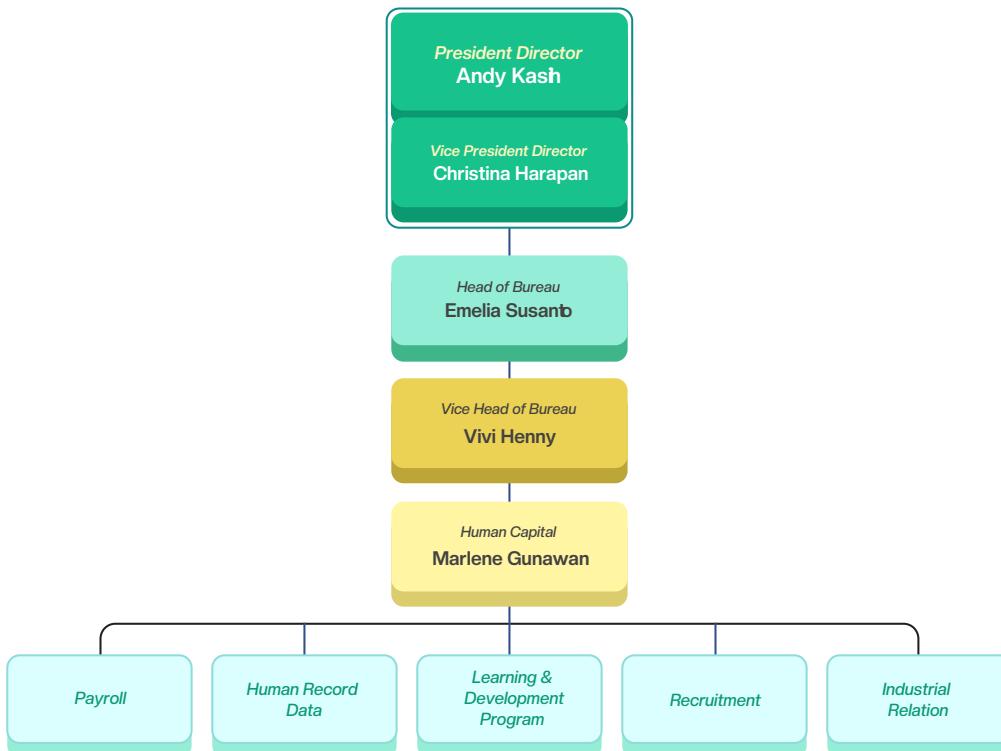 President Director
Andy Kasih
Vice President Director
Christina Harapan
Head of Bureau
Emelia Susanto
Vice Head of Bureau
Vivi Henny
Human Capital
Marlene Gunawan
Payroll
Human Record
Data
Learning &
Development
Program
Recruitment
Industrial
Relation